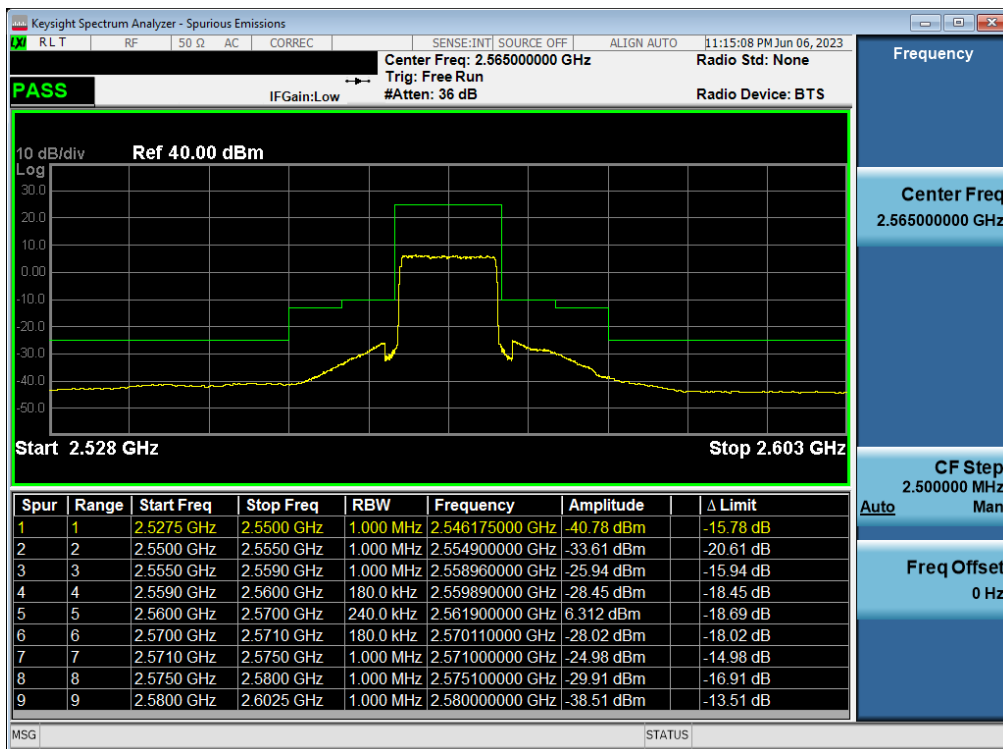 Keysight Spectrum Analyzer - Spurious Emissions
LXI RLT RF 50 Ω AC CORREC SENSE:INT SOURCE OFF ALIGN AUTO 11:15:08 PM Jun 06, 2023
Center Freq: 2.565000000 GHz Radio Std: None
Trig: Free Run
PASS IFGain:Low #Atten: 36 dB Radio Device: BTS
10 dB/div Ref 40.00 dBm
Log
30.0
20.0
10.0
0.00
-10.0
-20.0
-30.0
-40.0
-50.0
Start 2.528 GHz Stop 2.603 GHz
Spur Range Start Freq Stop Freq RBW Frequency Amplitude Δ Limit
1 1 2.5275 GHz 2.5500 GHz 1.000 MHz 2.546175000 GHz -40.78 dBm -15.78 dB
2 2 2.5500 GHz 2.5550 GHz 1.000 MHz 2.554900000 GHz -33.61 dBm -20.61 dB
3 3 2.5550 GHz 2.5590 GHz 1.000 MHz 2.558960000 GHz -25.94 dBm -15.94 dB
4 4 2.5590 GHz 2.5600 GHz 180.0 kHz 2.559890000 GHz -28.45 dBm -18.45 dB
5 5 2.5600 GHz 2.5700 GHz 240.0 kHz 2.561900000 GHz 6.312 dBm -18.69 dB
6 6 2.5700 GHz 2.5710 GHz 180.0 kHz 2.570110000 GHz -28.02 dBm -18.02 dB
7 7 2.5710 GHz 2.5750 GHz 1.000 MHz 2.571000000 GHz -24.98 dBm -14.98 dB
8 8 2.5750 GHz 2.5800 GHz 1.000 MHz 2.575100000 GHz -29.91 dBm -16.91 dB
9 9 2.5800 GHz 2.6025 GHz 1.000 MHz 2.580000000 GHz -38.51 dBm -13.51 dB
MSG STATUS
Frequency
Center Freq
2.565000000 GHz
CF Step
2.500000 MHz
Auto Man
Freq Offset
0 Hz